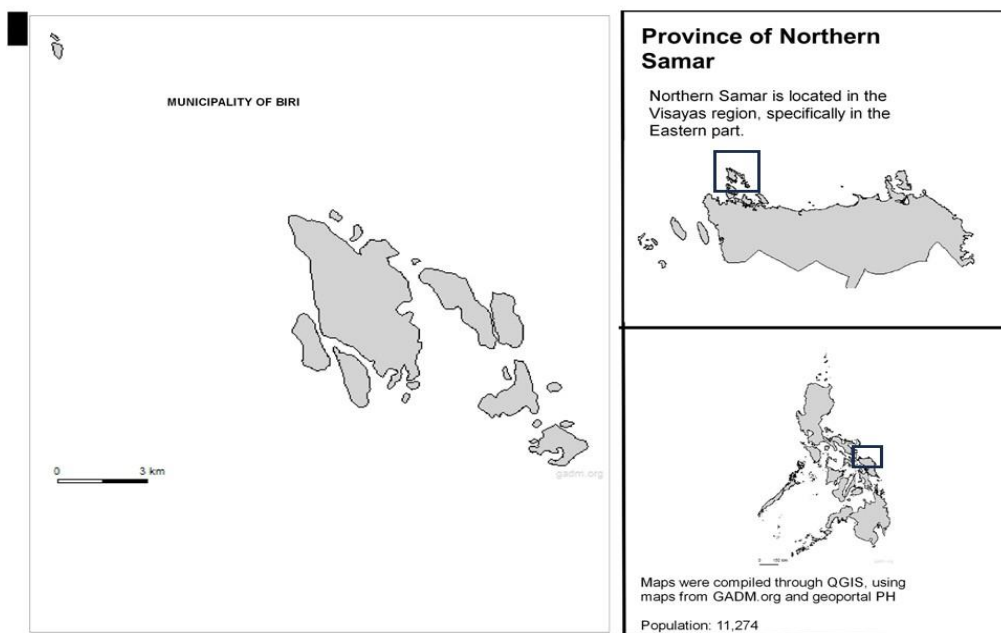 MUNICIPALITY OF BIRI
0 3 km
gadm.org
Province of Northern
Samar
Northern Samar is located in the
Visayas region, specifically in the
Eastern part.
Maps were compiled through QGIS, using
maps from GADM.org and geoportal PH
Population: 11,274